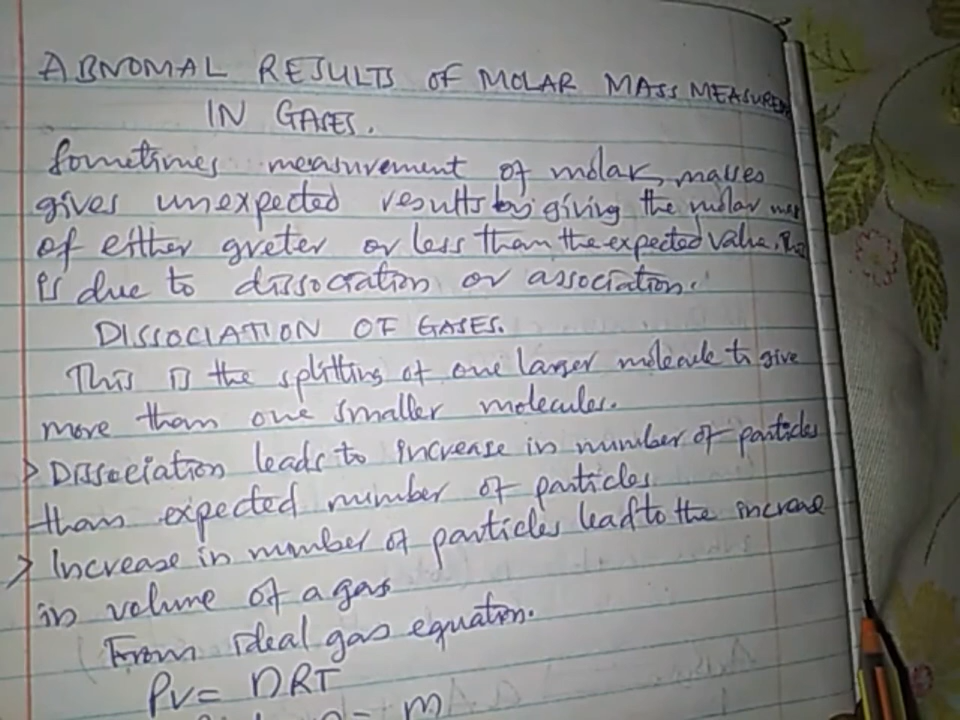 ABNOMAL RESULTS OF MOLAR MASS MEASURED
IN GASES.
Sometimes measurement of molar masses
gives unexpected results by giving the molar mass
of either greter or less than the expected value. This
is due to dissociation or association.
DISSOCIATION OF GASES.
This is the splitting of one larger molecule to give
more than one smaller molecules.
> Dissociation leads to increase in number of particles
than expected number of particles.
> Increase in number of particles lead to the increase
in volume of a gas
From ideal gas equation.
PV = nRT
n = m